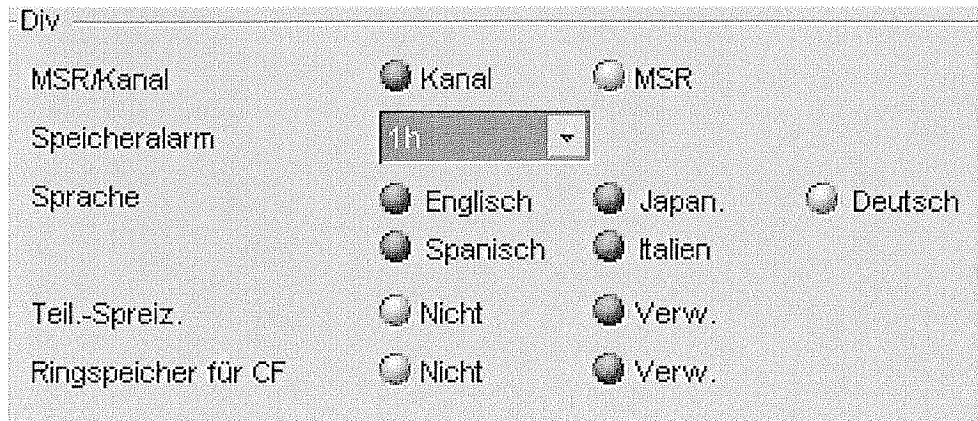 Div
MSR/Kanal Kanal MSR
Speicheralarm 1h
Sprache Englisch Japan. Deutsch
Spanisch Italien
Teil.-Spreiz. Nicht Verw.
Ringspeicher für CF Nicht Verw.